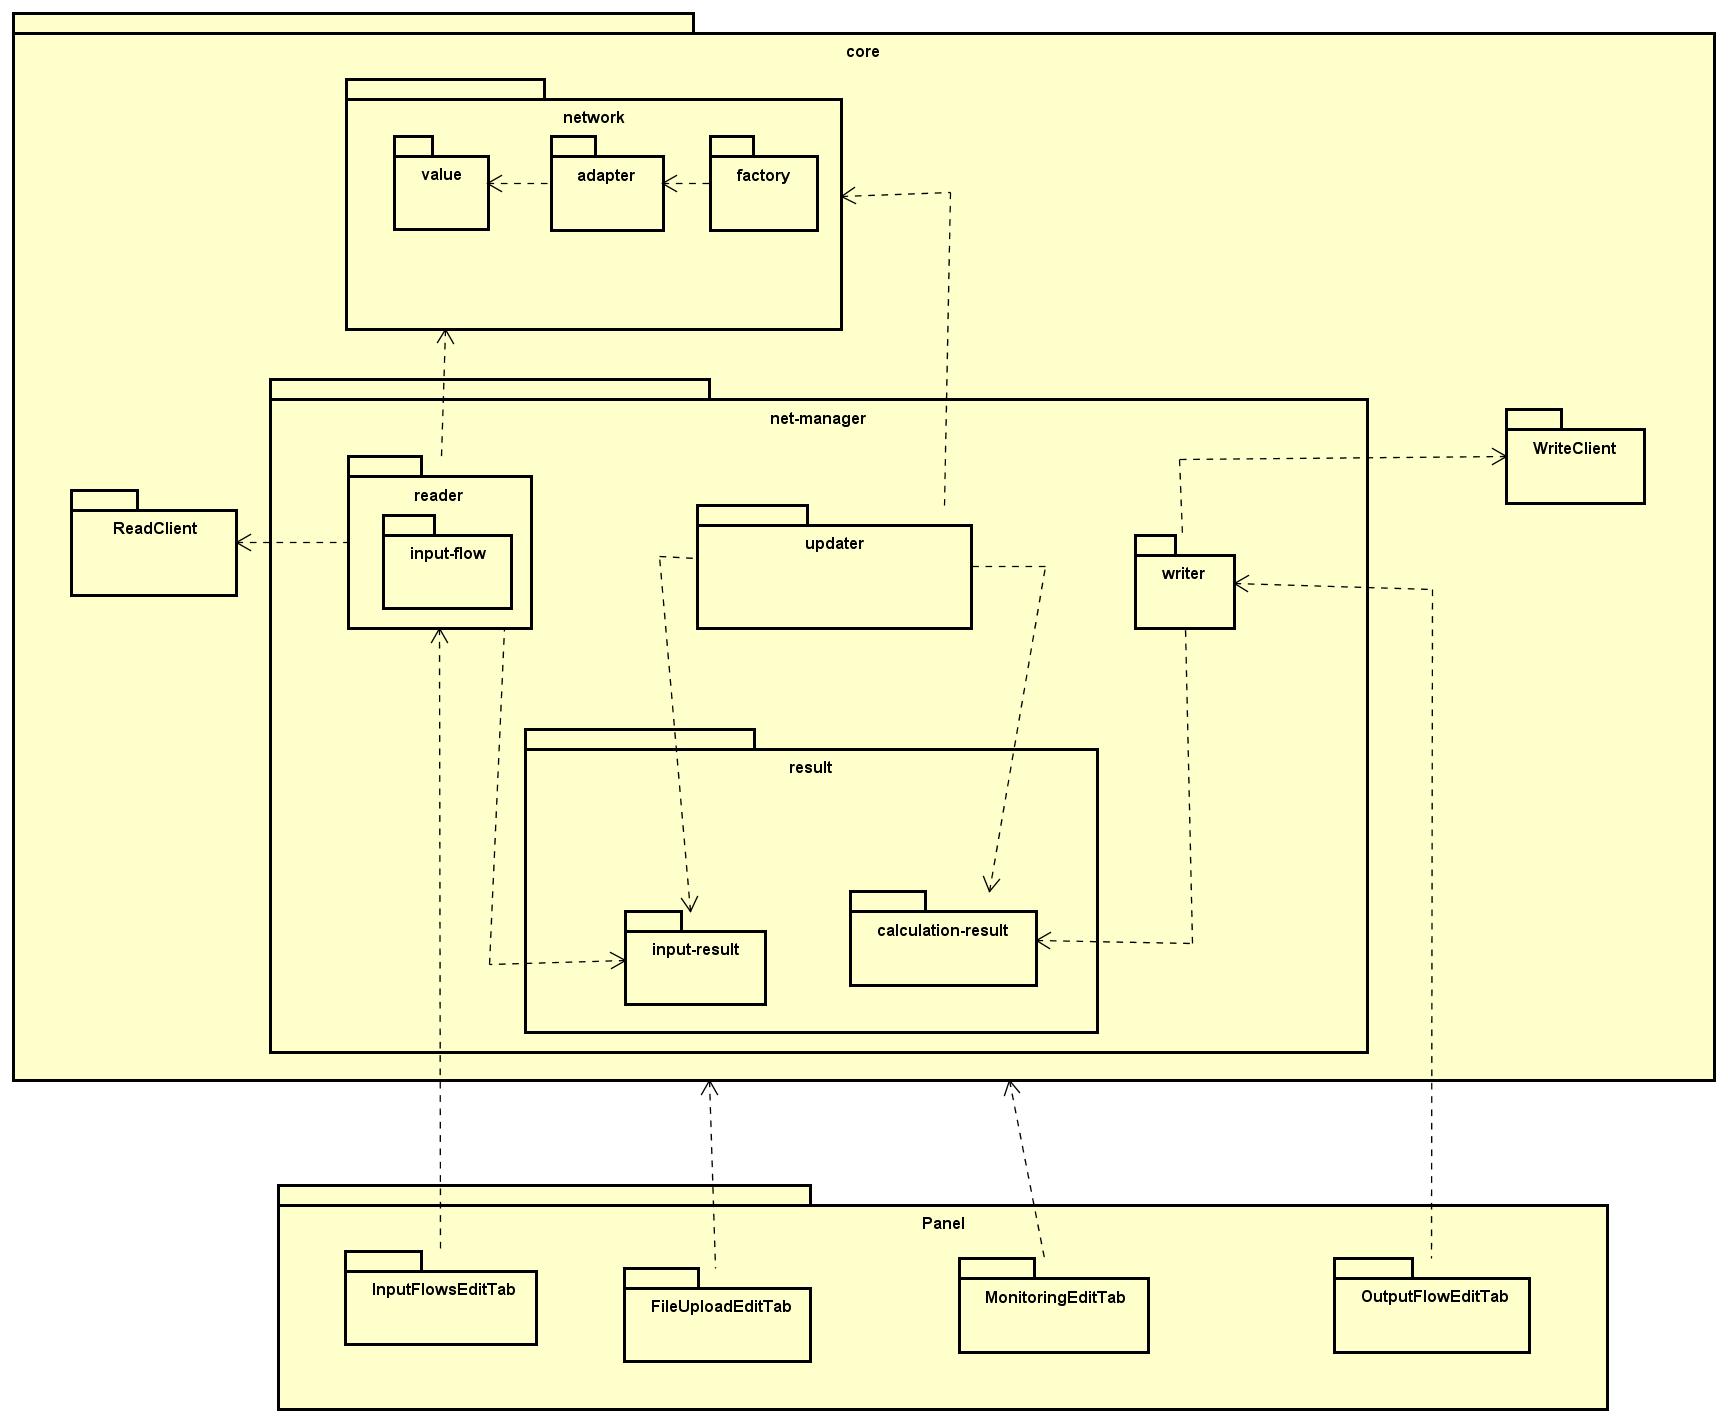 core
network
value
adapter
factory
net-manager
WriteClient
reader
ReadClient
updater
input-flow
writer
result
calculation-result
input-result
Panel
InputFlowsEditTab
FileUploadEditTab
MonitoringEditTab
OutputFlowEditTab